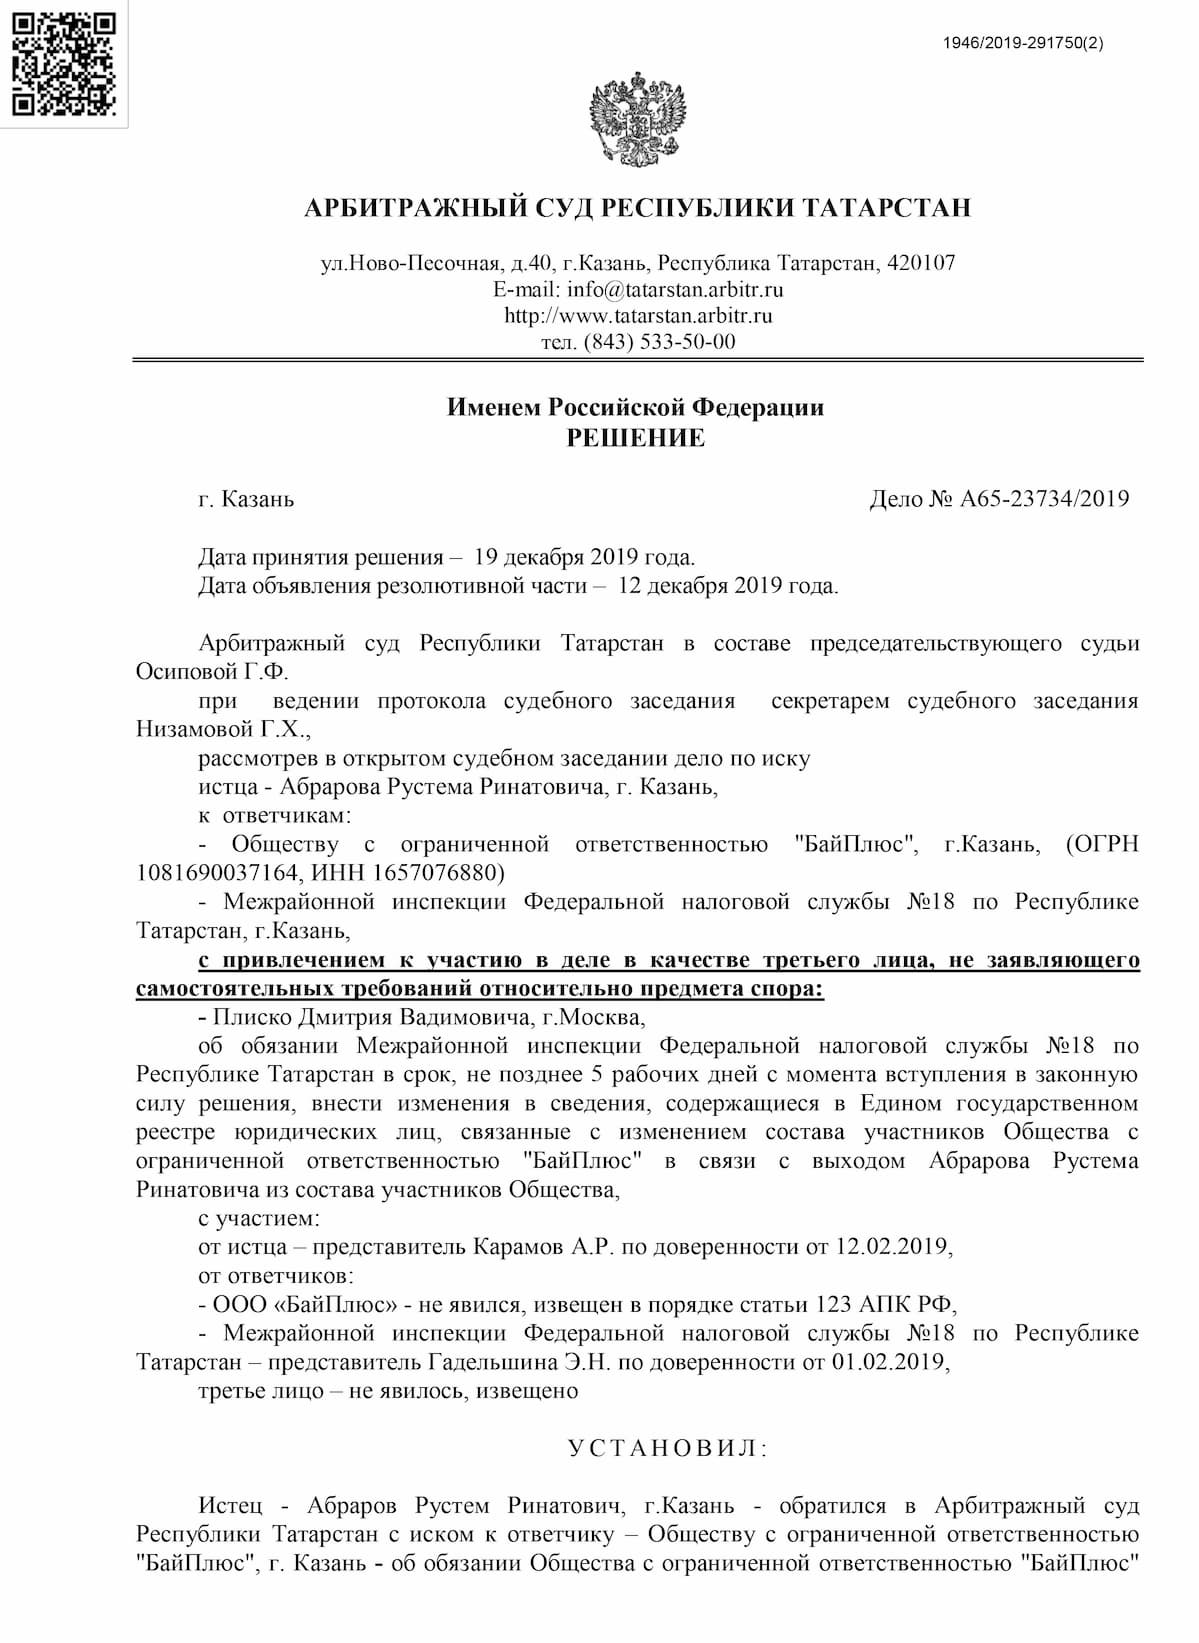 1946/2019-291750(2)
АРБИТРАЖНЫЙ СУД РЕСПУБЛИКИ ТАТАРСТАН
ул.Ново-Песочная, д.40, г.Казань, Республика Татарстан, 420107
E-mail: info@tatarstan.arbitr.ru
http://www.tatarstan.arbitr.ru
тел. (843) 533-50-00
Именем Российской Федерации
РЕШЕНИЕ
г. Казань Дело № А65-23734/2019
Дата принятия решения – 19 декабря 2019 года.
Дата объявления резолютивной части – 12 декабря 2019 года.
Арбитражный суд Республики Татарстан в составе председательствующего судьи
Осиповой Г.Ф.
при ведении протокола судебного заседания секретарем судебного заседания
Низамовой Г.Х.,
рассмотрев в открытом судебном заседании дело по иску
истца - Абрарова Рустема Ринатовича, г. Казань,
к ответчикам:
- Обществу с ограниченной ответственностью "БайПлюс", г.Казань, (ОГРН
1081690037164, ИНН 1657076880)
- Межрайонной инспекции Федеральной налоговой службы №18 по Республике
Татарстан, г.Казань,
с привлечением к участию в деле в качестве третьего лица, не заявляющего
самостоятельных требований относительно предмета спора:
- Плиско Дмитрия Вадимовича, г.Москва,
об обязании Межрайонной инспекции Федеральной налоговой службы №18 по
Республике Татарстан в срок, не позднее 5 рабочих дней с момента вступления в законную
силу решения, внести изменения в сведения, содержащиеся в Едином государственном
реестре юридических лиц, связанные с изменением состава участников Общества с
ограниченной ответственностью "БайПлюс" в связи с выходом Абрарова Рустема
Ринатовича из состава участников Общества,
с участием:
от истца – представитель Карамов А.Р. по доверенности от 12.02.2019,
от ответчиков:
- ООО «БайПлюс» - не явился, извещен в порядке статьи 123 АПК РФ,
- Межрайонной инспекции Федеральной налоговой службы №18 по Республике
Татарстан – представитель Гадельшина Э.Н. по доверенности от 01.02.2019,
третье лицо – не явилось, извещено
УСТАНОВИЛ:
Истец - Абраров Рустем Ринатович, г.Казань - обратился в Арбитражный суд
Республики Татарстан с иском к ответчику – Обществу с ограниченной ответственностью
"БайПлюс", г. Казань - об обязании Общества с ограниченной ответственностью "БайПлюс"